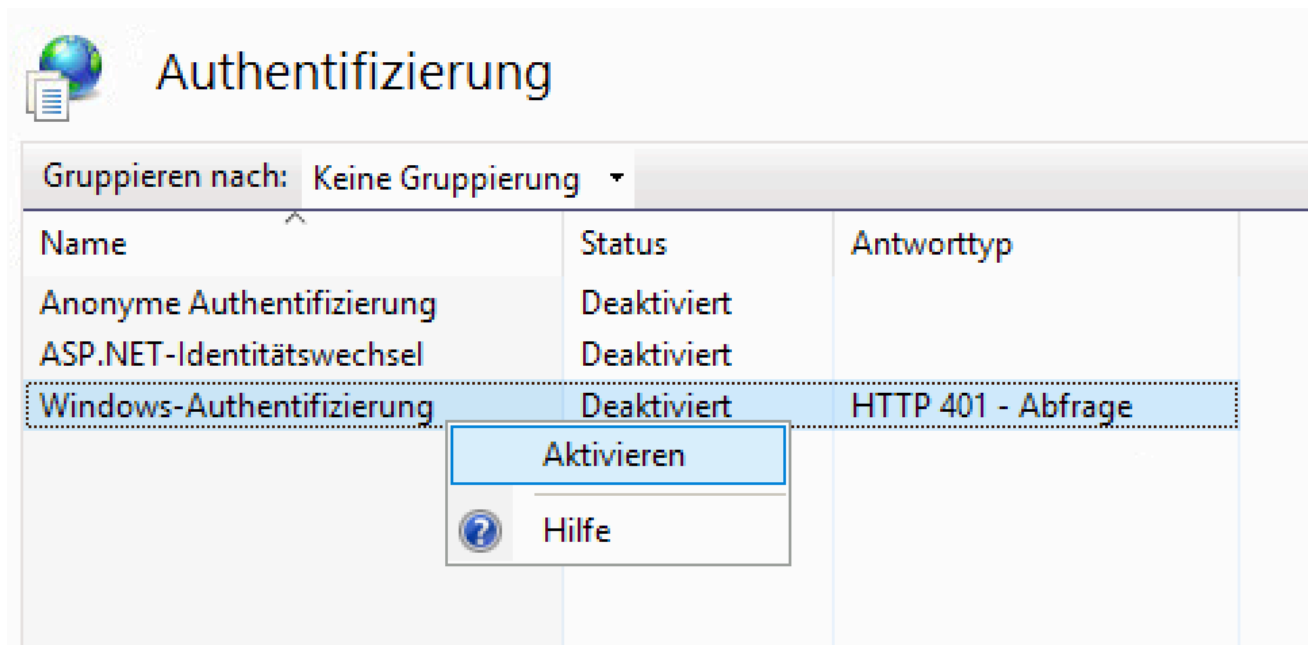 Authentifizierung
Gruppieren nach: Keine Gruppierung
Name Status Antworttyp
Anonyme Authentifizierung Deaktiviert
ASP.NET-Identitätswechsel Deaktiviert
Windows-Authentifizierung Deaktiviert HTTP 401 - Abfrage
Aktivieren
Hilfe